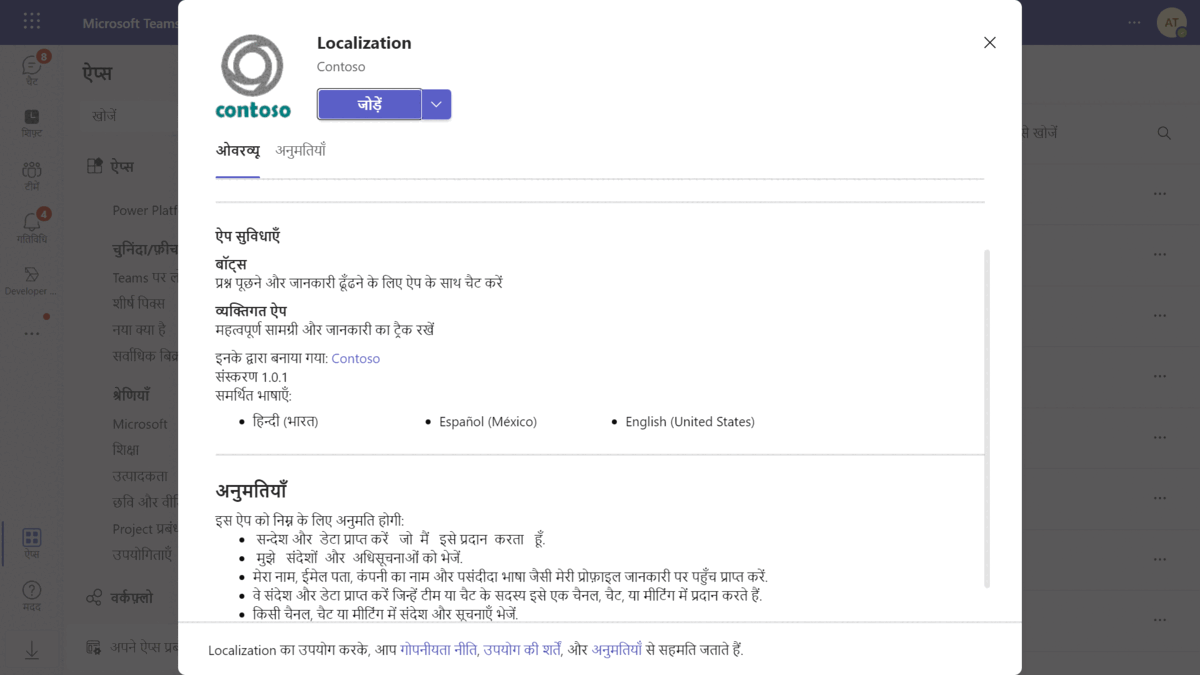 Microsoft Teams
AT
8
चैट
शिफ़्ट
टीमें
4
गतिविधि
Developer ...
ऐप्स
मदद
ऐप्स
खोजें
ऐप्स
Power Platf
चुनिंदा/फ़ीच
Teams पर ल
शीर्ष पिक्स
नया क्या है
सर्वाधिक बिक्र
श्रेणियाँ
Microsoft
शिक्षा
उत्पादकता
छवि और वीडि
Project प्रबंध
उपयोगिताएँ
वर्कफ़्लो
अपने ऐप्स प्रब
से खोजें
contoso
Localization
Contoso
जोड़ें
ओवरव्यू अनुमतियाँ
ऐप सुविधाएँ
बॉट्स
प्रश्न पूछने और जानकारी ढूँढने के लिए ऐप के साथ चैट करें
व्यक्तिगत ऐप
महत्वपूर्ण सामग्री और जानकारी का ट्रैक रखें
इनके द्वारा बनाया गया: Contoso
संस्करण 1.0.1
समर्थित भाषाएँ:
• हिन्दी (भारत) • Español (México) • English (United States)
अनुमतियाँ
इस ऐप को निम्न के लिए अनुमति होगी:
• सन्देश और डेटा प्राप्त करें जो मैं इसे प्रदान करता हूँ.
• मुझे संदेशों और अधिसूचनाओं को भेजें.
• मेरा नाम, ईमेल पता, कंपनी का नाम और पसंदीदा भाषा जैसी मेरी प्रोफ़ाइल जानकारी पर पहुँच प्राप्त करें.
• वे संदेश और डेटा प्राप्त करें जिन्हें टीम या चैट के सदस्य इसे एक चैनल, चैट, या मीटिंग में प्रदान करते हैं.
• किसी चैनल, चैट या मीटिंग में संदेश और सूचनाएँ भेजें.
Localization का उपयोग करके, आप गोपनीयता नीति, उपयोग की शर्तें, और अनुमतियाँ से सहमति जताते हैं.